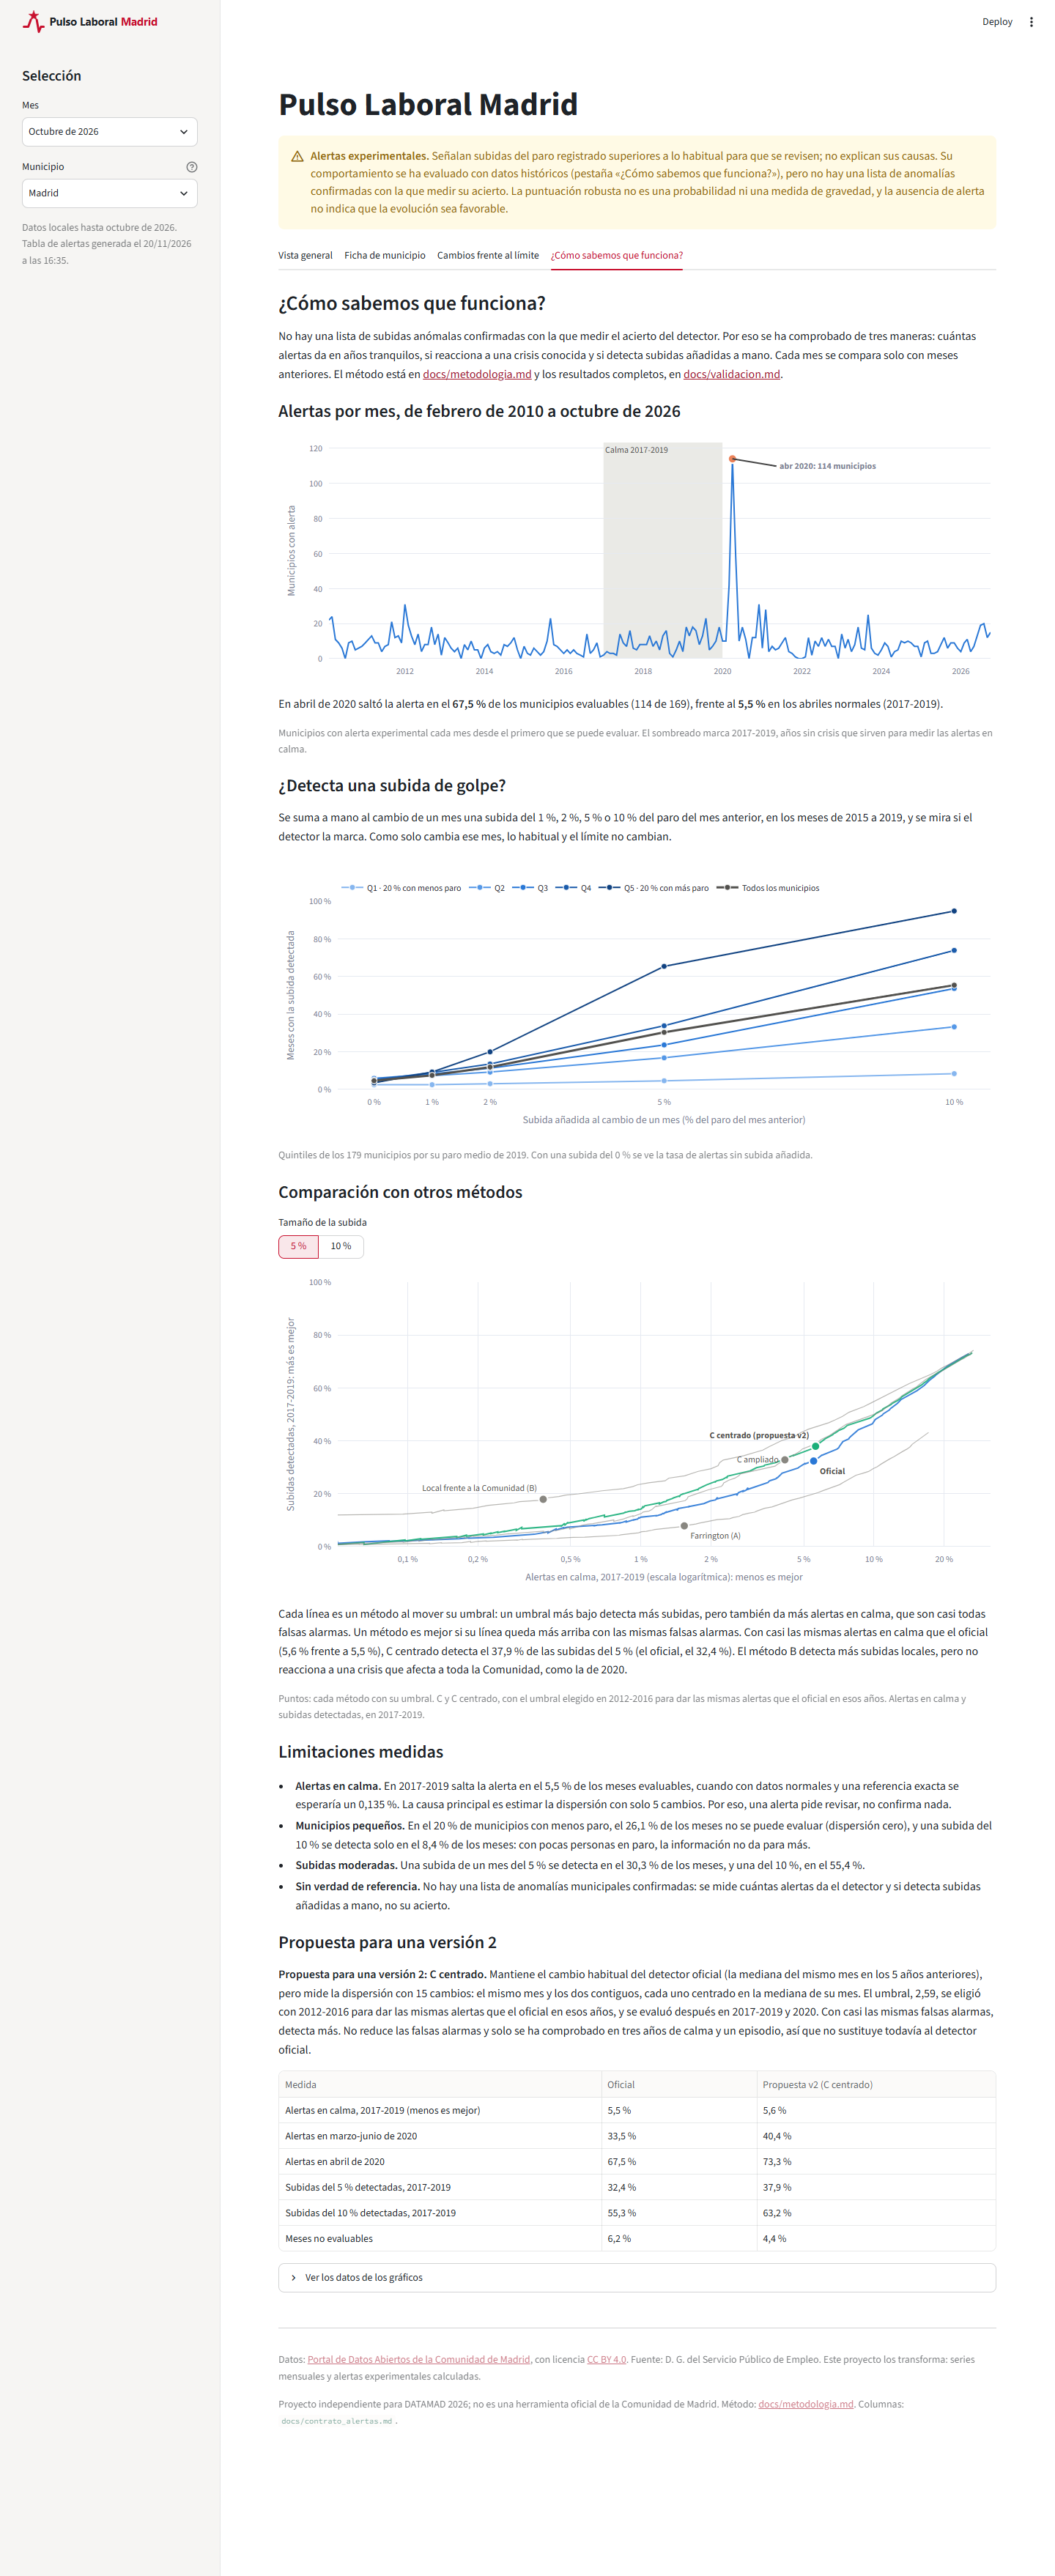 Pulso Laboral Madrid
Deploy
Selección
Mes
Octubre de 2026
Municipio
Madrid
Datos locales hasta octubre de 2026.
Tabla de alertas generada el 20/11/2026
a las 16:35.
Pulso Laboral Madrid
Alertas experimentales. Señalan subidas del paro registrado superiores a lo habitual para que se revisen; no explican sus causas. Su
comportamiento se ha evaluado con datos históricos (pestaña «¿Cómo sabemos que funciona?»), pero no hay una lista de anomalías
confirmadas con la que medir su acierto. La puntuación robusta no es una probabilidad ni una medida de gravedad, y la ausencia de alerta
no indica que la evolución sea favorable.
Vista general
Ficha de municipio
Cambios frente al límite
¿Cómo sabemos que funciona?
¿Cómo sabemos que funciona?
No hay una lista de subidas anómalas confirmadas con la que medir el acierto del detector. Por eso se ha comprobado de tres maneras: cuántas
alertas da en años tranquilos, si reacciona a una crisis conocida y si detecta subidas añadidas a mano. Cada mes se compara solo con meses
anteriores. El método está en docs/metodologia.md y los resultados completos, en docs/validacion.md.
Alertas por mes, de febrero de 2010 a octubre de 2026
Municipios con alerta
120
100
80
60
40
20
0
Calma 2017-2019
abr 2020: 114 municipios
2012
2014
2016
2018
2020
2022
2024
2026
En abril de 2020 saltó la alerta en el 67,5 % de los municipios evaluables (114 de 169), frente al 5,5 % en los abriles normales (2017-2019).
Municipios con alerta experimental cada mes desde el primero que se puede evaluar. El sombreado marca 2017-2019, años sin crisis que sirven para medir las alertas en
calma.
¿Detecta una subida de golpe?
Se suma a mano al cambio de un mes una subida del 1 %, 2 %, 5 % o 10 % del paro del mes anterior, en los meses de 2015 a 2019, y se mira si el
detector la marca. Como solo cambia ese mes, lo habitual y el límite no cambian.
Q1 · 20 % con menos paro
Q2
Q3
Q4
Q5 · 20 % con más paro
Todos los municipios
Meses con la subida detectada
100 %
80 %
60 %
40 %
20 %
0 %
0 %
1 %
2 %
5 %
10 %
Subida añadida al cambio de un mes (% del paro del mes anterior)
Quintiles de los 179 municipios por su paro medio de 2019. Con una subida del 0 % se ve la tasa de alertas sin subida añadida.
Comparación con otros métodos
Tamaño de la subida
5 %
10 %
Subidas detectadas, 2017-2019: más es mejor
100 %
80 %
60 %
40 %
20 %
0 %
C centrado (propuesta v2)
C ampliado
Oficial
Local frente a la Comunidad (B)
Farrington (A)
0,1 %
0,2 %
0,5 %
1 %
2 %
5 %
10 %
20 %
Alertas en calma, 2017-2019 (escala logarítmica): menos es mejor
Cada línea es un método al mover su umbral: un umbral más bajo detecta más subidas, pero también da más alertas en calma, que son casi todas
falsas alarmas. Un método es mejor si su línea queda más arriba con las mismas falsas alarmas. Con casi las mismas alertas en calma que el oficial
(5,6 % frente a 5,5 %), C centrado detecta el 37,9 % de las subidas del 5 % (el oficial, el 32,4 %). El método B detecta más subidas locales, pero no
reacciona a una crisis que afecta a toda la Comunidad, como la de 2020.
Puntos: cada método con su umbral. C y C centrado, con el umbral elegido en 2012-2016 para dar las mismas alertas que el oficial en esos años. Alertas en calma y
subidas detectadas, en 2017-2019.
Limitaciones medidas
• Alertas en calma. En 2017-2019 salta la alerta en el 5,5 % de los meses evaluables, cuando con datos normales y una referencia exacta se
esperaría un 0,135 %. La causa principal es estimar la dispersión con solo 5 cambios. Por eso, una alerta pide revisar, no confirma nada.
• Municipios pequeños. En el 20 % de municipios con menos paro, el 26,1 % de los meses no se puede evaluar (dispersión cero), y una subida del
10 % se detecta solo en el 8,4 % de los meses: con pocas personas en paro, la información no da para más.
• Subidas moderadas. Una subida de un mes del 5 % se detecta en el 30,3 % de los meses, y una del 10 %, en el 55,4 %.
• Sin verdad de referencia. No hay una lista de anomalías municipales confirmadas: se mide cuántas alertas da el detector y si detecta subidas
añadidas a mano, no su acierto.
Propuesta para una versión 2
Propuesta para una versión 2: C centrado. Mantiene el cambio habitual del detector oficial (la mediana del mismo mes en los 5 años anteriores),
pero mide la dispersión con 15 cambios: el mismo mes y los dos contiguos, cada uno centrado en la mediana de su mes. El umbral, 2,59, se eligió
con 2012-2016 para dar las mismas alertas que el oficial en esos años, y se evaluó después en 2017-2019 y 2020. Con casi las mismas falsas alarmas,
detecta más. No reduce las falsas alarmas y solo se ha comprobado en tres años de calma y un episodio, así que no sustituye todavía al detector
oficial.
Medida
Oficial
Propuesta v2 (C centrado)
Alertas en calma, 2017-2019 (menos es mejor)
5,5 %
5,6 %
Alertas en marzo-junio de 2020
33,5 %
40,4 %
Alertas en abril de 2020
67,5 %
73,3 %
Subidas del 5 % detectadas, 2017-2019
32,4 %
37,9 %
Subidas del 10 % detectadas, 2017-2019
55,3 %
63,2 %
Meses no evaluables
6,2 %
4,4 %
Ver los datos de los gráficos
Datos: Portal de Datos Abiertos de la Comunidad de Madrid, con licencia CC BY 4.0. Fuente: D. G. del Servicio Público de Empleo. Este proyecto los transforma: series
mensuales y alertas experimentales calculadas.
Proyecto independiente para DATAMAD 2026; no es una herramienta oficial de la Comunidad de Madrid. Método: docs/metodologia.md. Columnas:
docs/contrato_alertas.md.